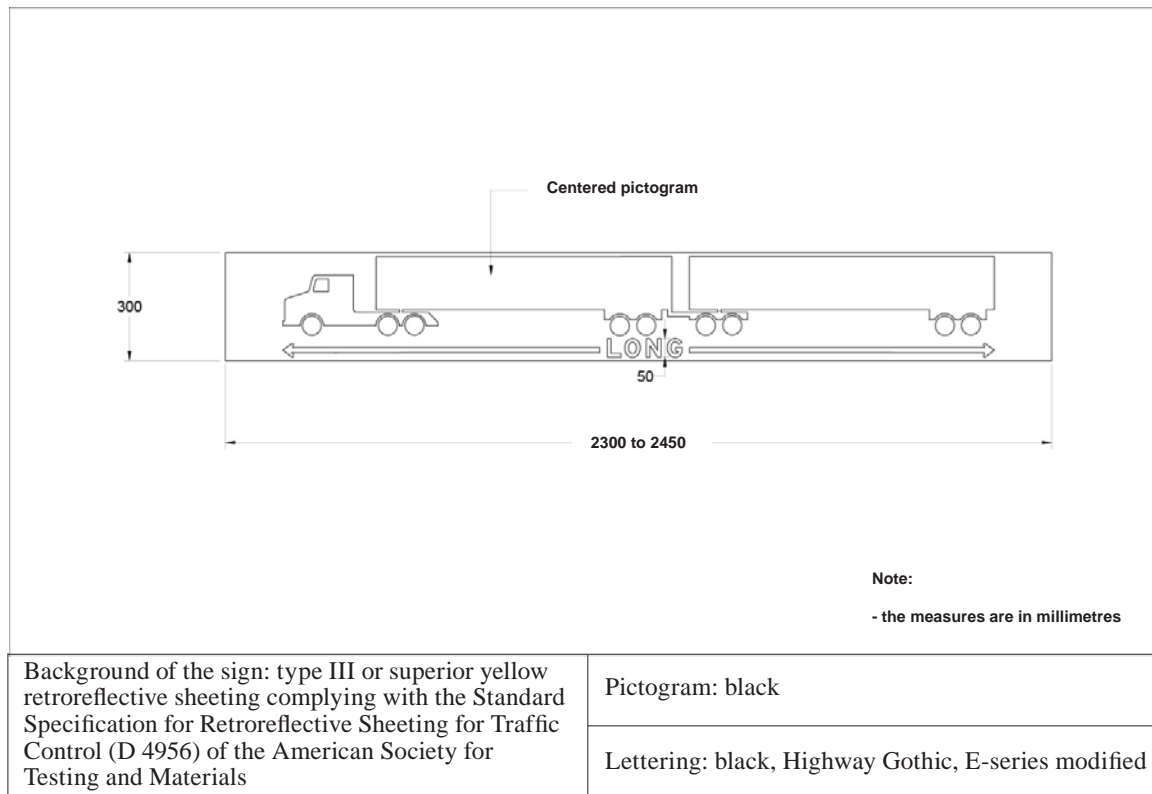 Centered pictogram
300
LONG
50
2300 to 2450
Note:
- the measures are in millimetres
Background of the sign: type III or superior yellow
retroreflective sheeting complying with the Standard
Specification for Retroreflective Sheeting for Traffic
Control (D 4956) of the American Society for
Testing and Materials
Pictogram: black
Lettering: black, Highway Gothic, E-series modified